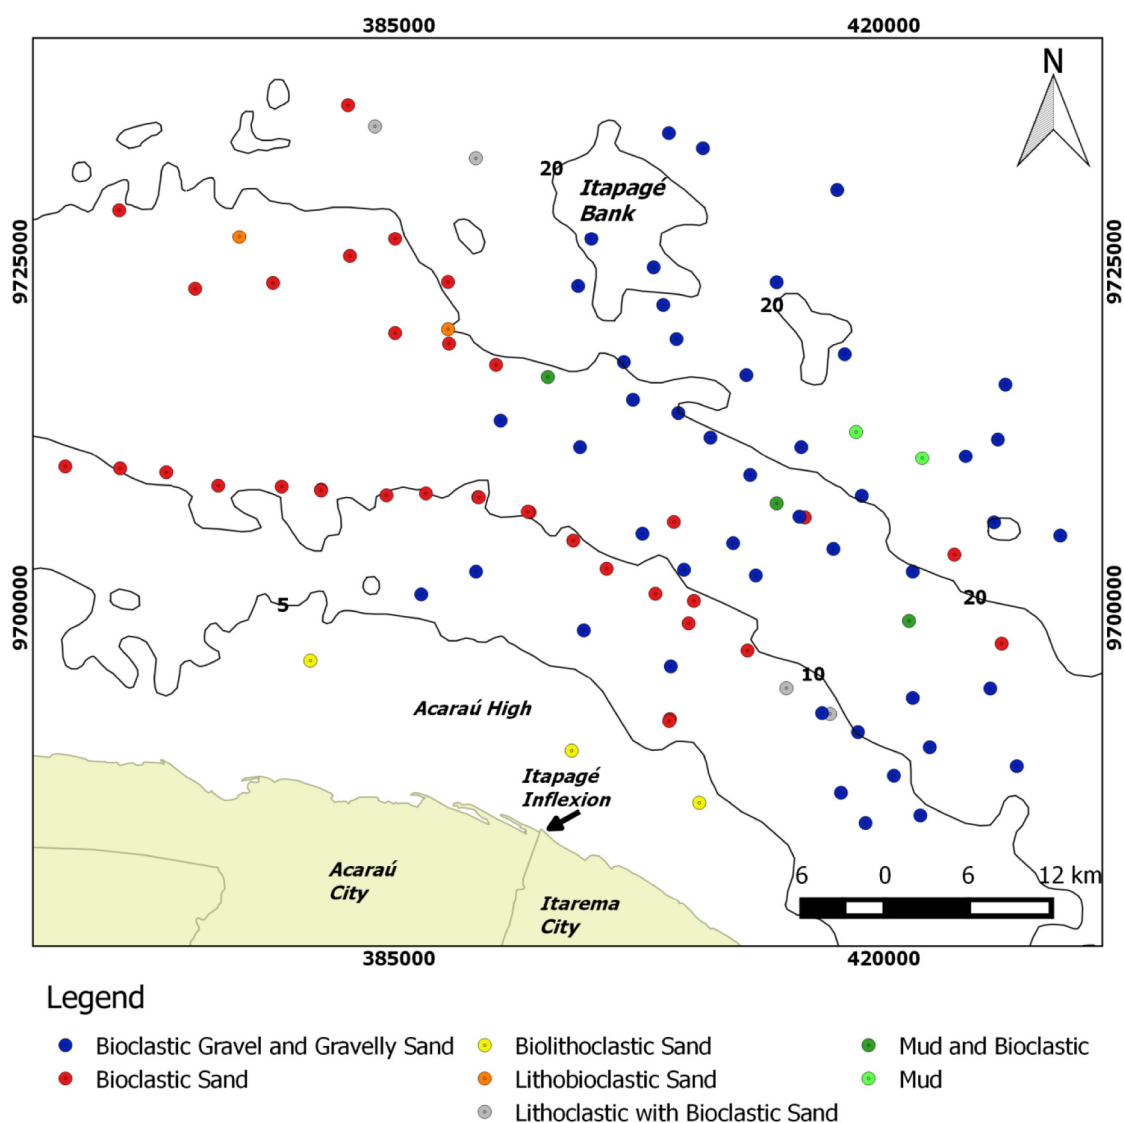 385000 420000
N
20
Itapagé
Bank
9725000 9725000
20
9700000 9700000
5
20
10
Acaraú High
Itapagé
Inflexion
Acaraú
City
Itarema
City
6 0 6 12 km
385000 420000
Legend
Bioclastic Gravel and Gravelly Sand Biolithoclastic Sand Mud and Bioclastic
Bioclastic Sand Lithobioclastic Sand Mud
Lithoclastic with Bioclastic Sand